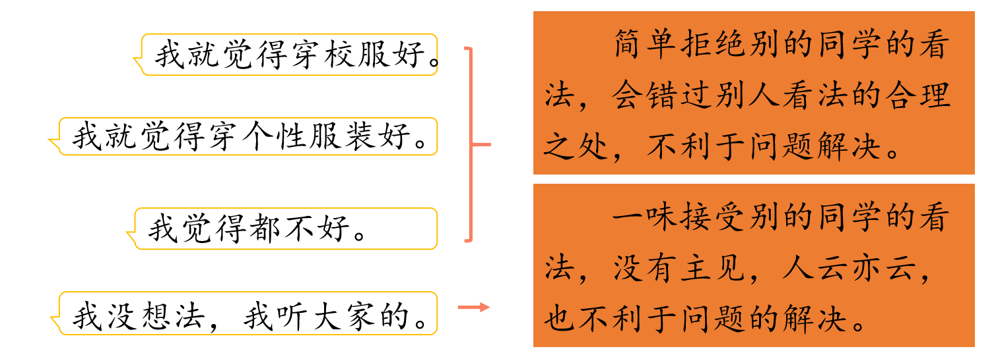 我就觉得穿校服好。
我就觉得穿个性服装好。
我觉得都不好。
我没想法，我听大家的。
简单拒绝别的同学的看
法，会错过别人看法的合理
之处，不利于问题解决。
一味接受别的同学的看
法，没有主见，人云亦云，
也不利于问题的解决。